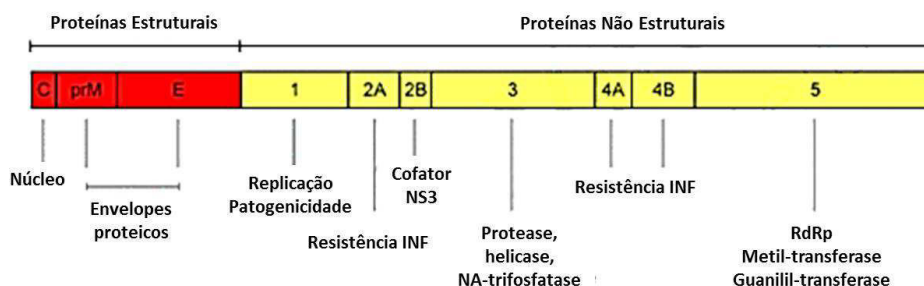 Proteínas Estruturais
Proteínas Não Estruturais
C
prM
E
1
2A
2B
3
4A
4B
5
Núcleo
Envelopes
proteicos
Replicação
Patogenicidade
Resistência INF
Cofator
NS3
Protease,
helicase,
NA-trifosfatase
Resistência INF
RdRp
Metil-transferase
Guanilil-transferase